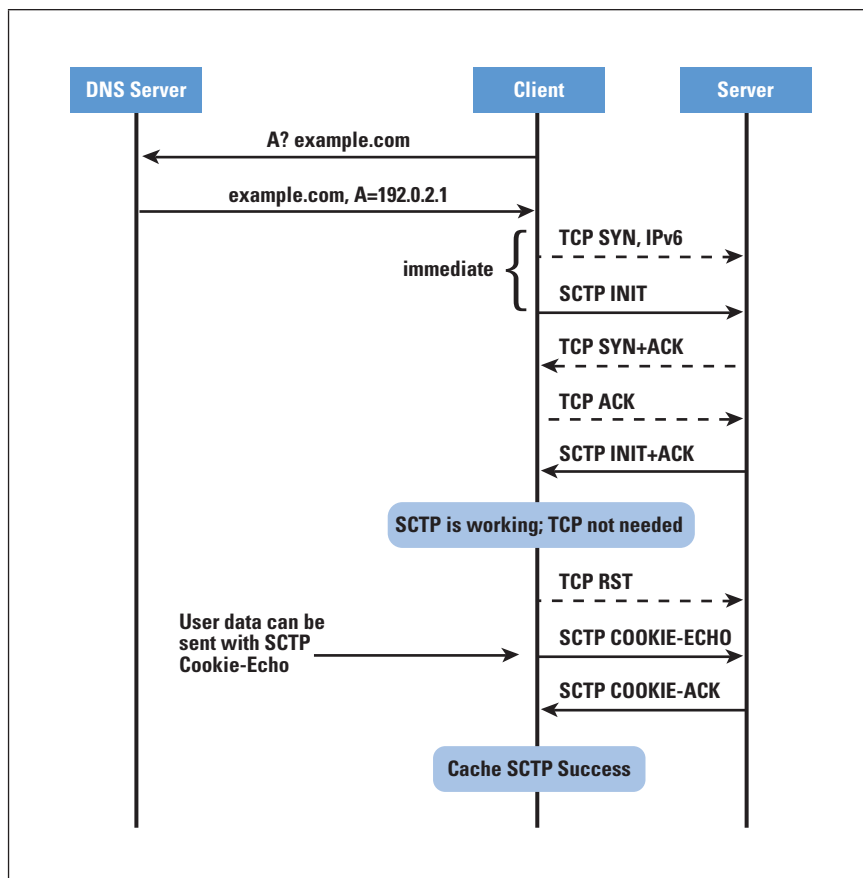 DNS Server
Client
Server
A? example.com
example.com, A=192.0.2.1
TCP SYN, IPv6
immediate
SCTP INIT
TCP SYN+ACK
TCP ACK
SCTP INIT+ACK
SCTP is working; TCP not needed
TCP RST
User data can be
sent with SCTP
Cookie-Echo
SCTP COOKIE-ECHO
SCTP COOKIE-ACK
Cache SCTP Success